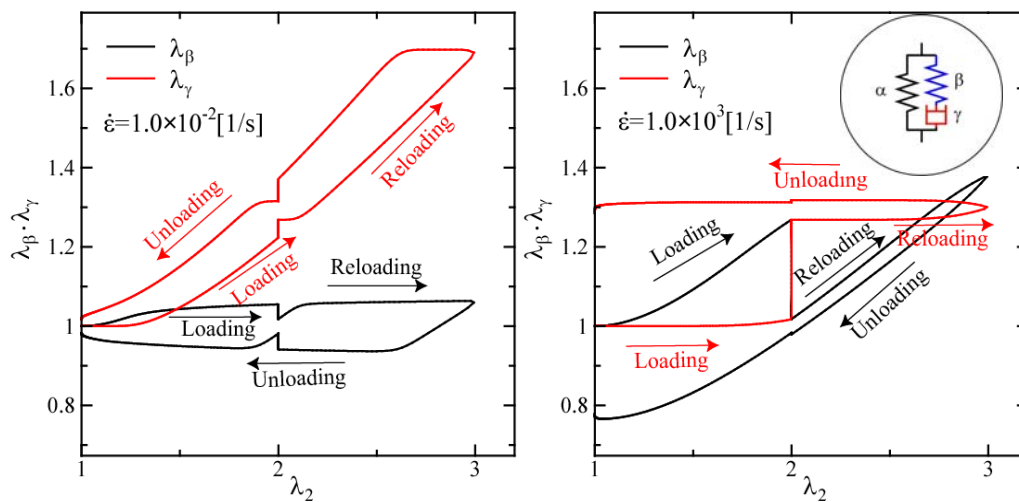 λβ
λγ
ε̇=1.0×10⁻²[1/s]
Unloading
Reloading
Loading
Reloading
Loading
Unloading
1.6
1.4
1.2
1
0.8
λβ·λγ
1
2
3
λ₂
λβ
λγ
ε̇=1.0×10³[1/s]
α
β
γ
Unloading
Loading
Reloading
Reloading
Unloading
Loading
1.6
1.4
1.2
1
0.8
λβ·λγ
1
2
3
λ₂